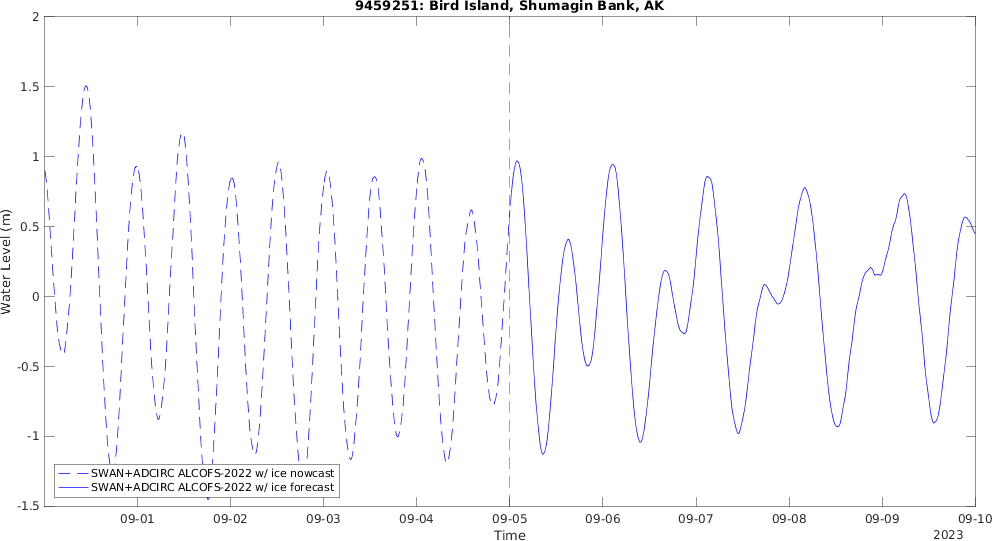 9459251: Bird Island, Shumagin Bank, AK
2
1.5
1
0.5
0
-0.5
-1
-1.5
Water Level (m)
SWAN+ADCIRC ALCOFS-2022 w/ ice nowcast
SWAN+ADCIRC ALCOFS-2022 w/ ice forecast
09-01 09-02 09-03 09-04 09-05 09-06 09-07 09-08 09-09 09-10
Time
2023